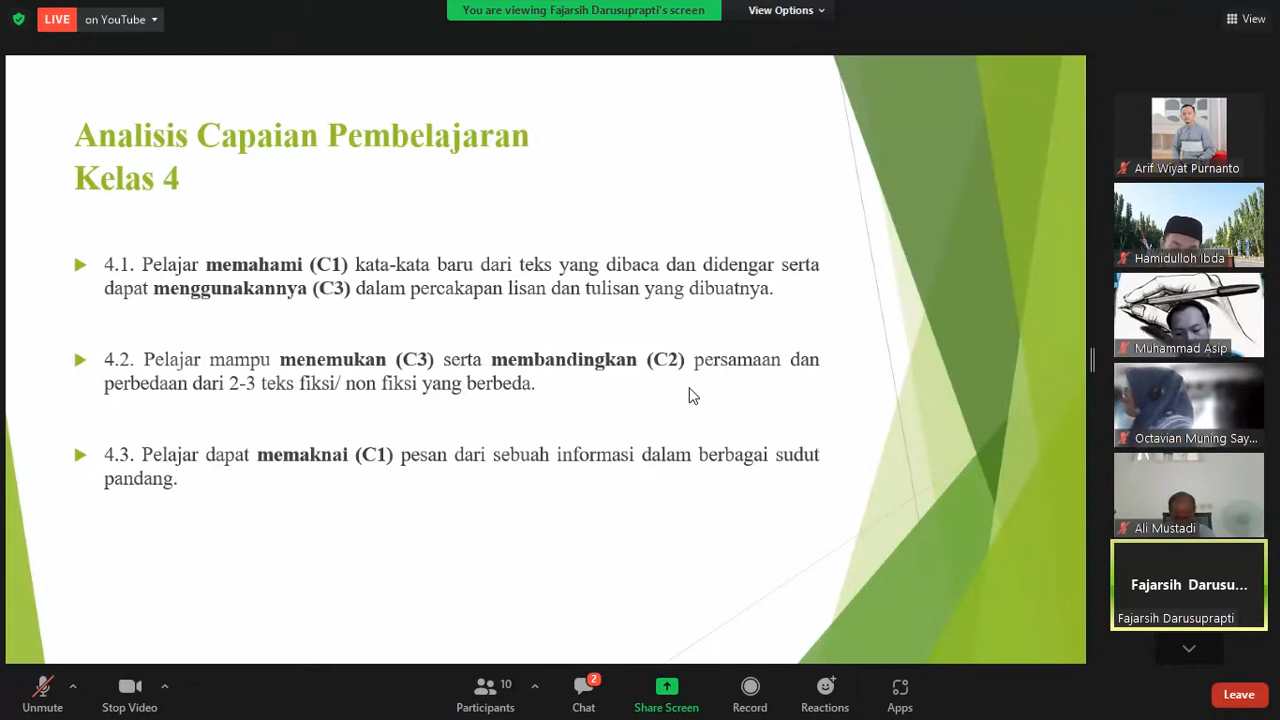 LIVE on YouTube
You are viewing Fajarsih Darusuprapti's screen
View Options
View
Analisis Capaian Pembelajaran
Kelas 4
4.1. Pelajar memahami (C1) kata-kata baru dari teks yang dibaca dan didengar serta
dapat menggunakannya (C3) dalam percakapan lisan dan tulisan yang dibuatnya.
4.2. Pelajar mampu menemukan (C3) serta membandingkan (C2) persamaan dan
perbedaan dari 2-3 teks fiksi/ non fiksi yang berbeda.
4.3. Pelajar dapat memaknai (C1) pesan dari sebuah informasi dalam berbagai sudut
pandang.
Arif Wiyat Purnanto
Hamidulloh Ibda
Muhammad Asip
Octavian Muning Say...
Ali Mustadi
Fajarsih Darusu...
Fajarsih Darusuprapti
Unmute
Stop Video
10
Participants
2
Chat
Share Screen
Record
Reactions
Apps
Leave